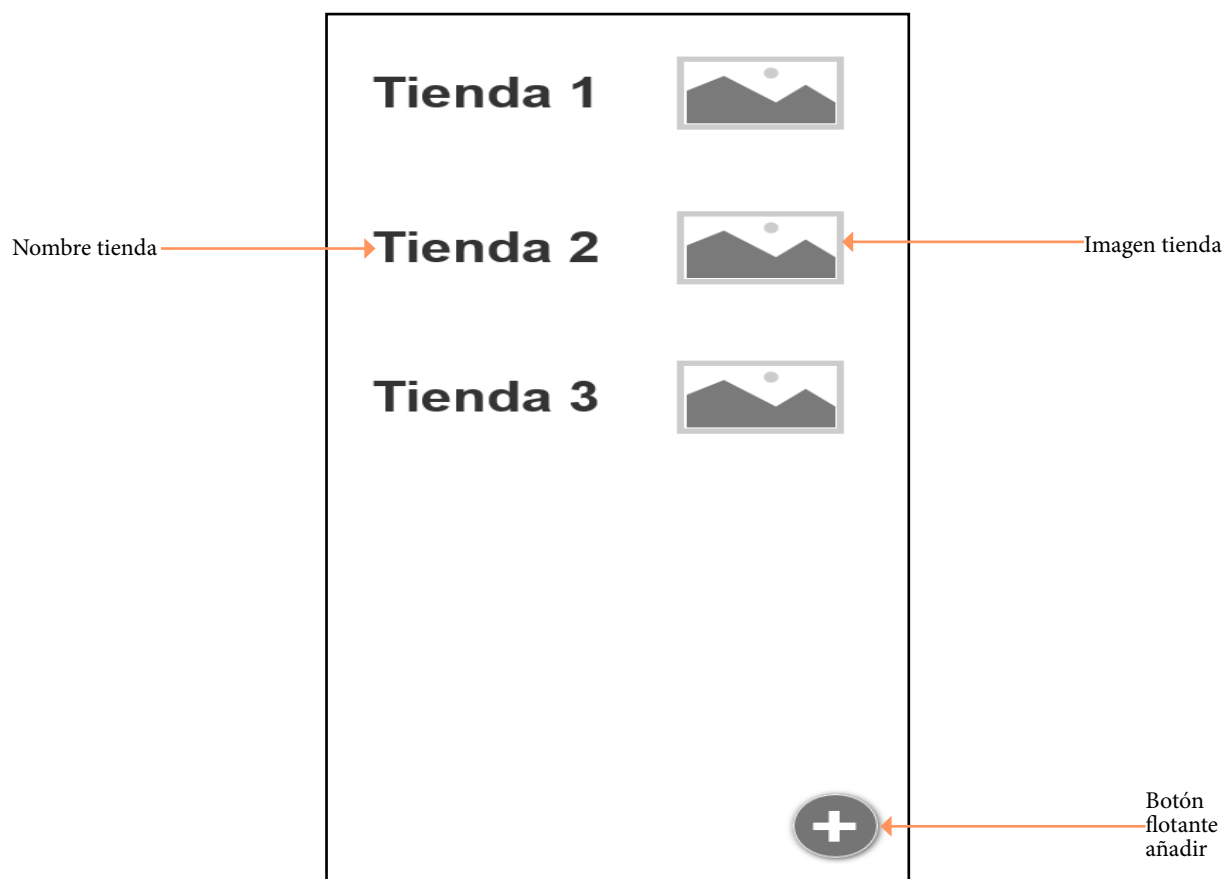 Tienda 1
Nombre tienda
Tienda 2
Imagen tienda
Tienda 3
Botón
flotante
añadir